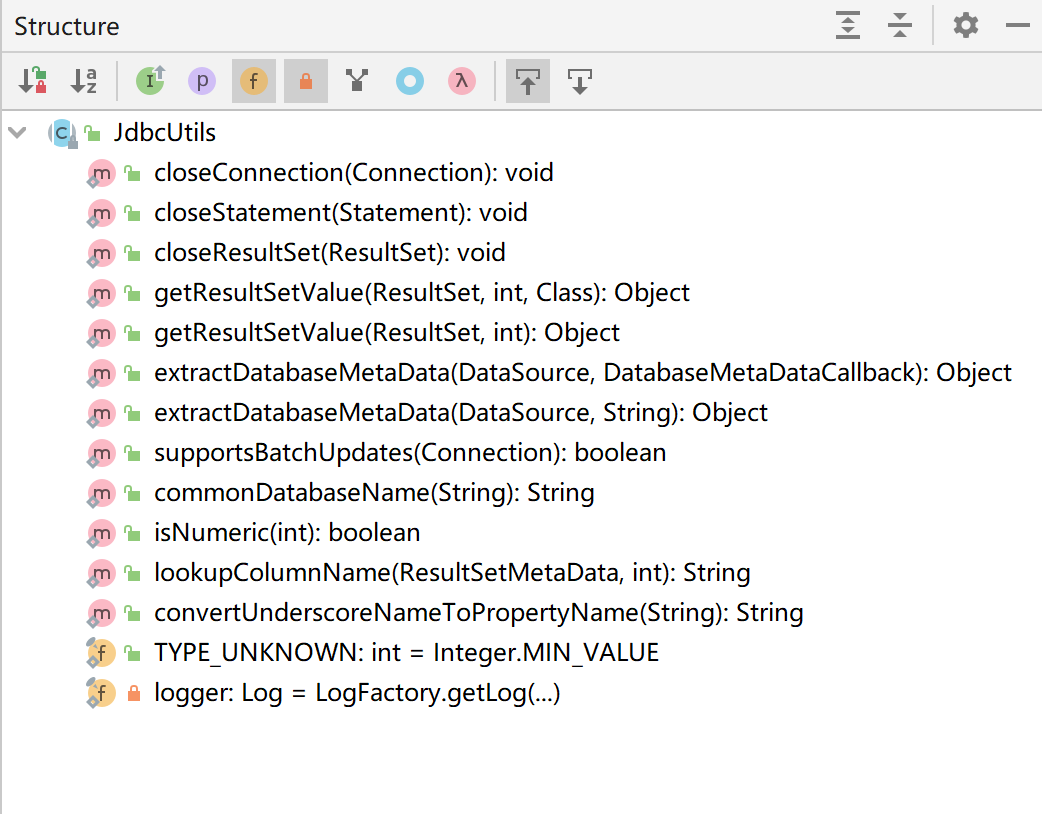 Structure
JdbcUtils
closeConnection(Connection): void
closeStatement(Statement): void
closeResultSet(ResultSet): void
getResultSetValue(ResultSet, int, Class): Object
getResultSetValue(ResultSet, int): Object
extractDatabaseMetaData(DataSource, DatabaseMetaDataCallback): Object
extractDatabaseMetaData(DataSource, String): Object
supportsBatchUpdates(Connection): boolean
commonDatabaseName(String): String
isNumeric(int): boolean
lookupColumnName(ResultSetMetaData, int): String
convertUnderscoreNameToPropertyName(String): String
TYPE_UNKNOWN: int = Integer.MIN_VALUE
logger: Log = LogFactory.getLog(...)